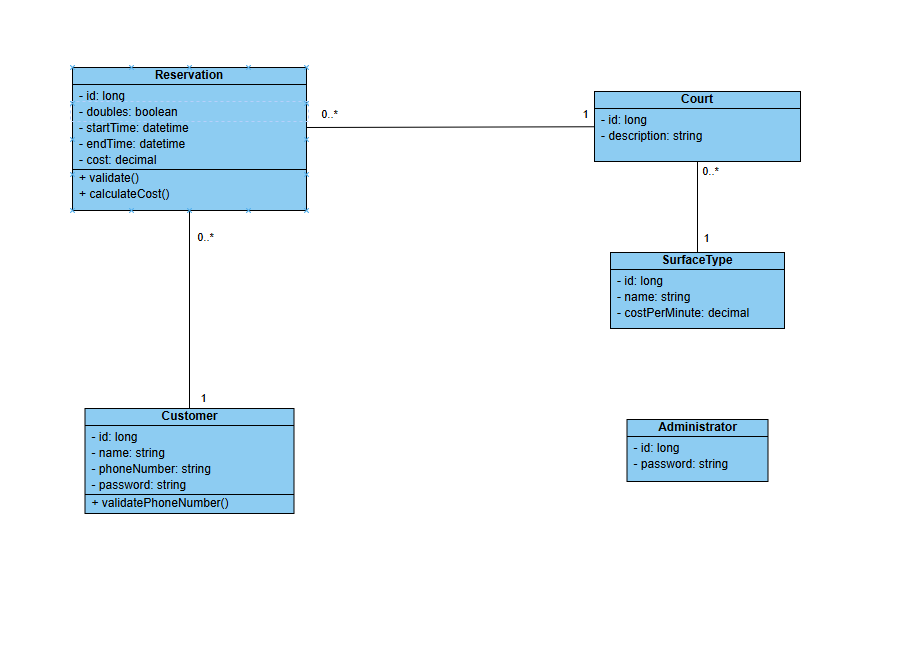 Reservation
- id: long
- doubles: boolean
- startTime: datetime
- endTime: datetime
- cost: decimal
+ validate()
+ calculateCost()
0..*
1
Court
- id: long
- description: string
0..*
1
SurfaceType
- id: long
- name: string
- costPerMinute: decimal
0..*
1
Customer
- id: long
- name: string
- phoneNumber: string
- password: string
+ validatePhoneNumber()
Administrator
- id: long
- password: string